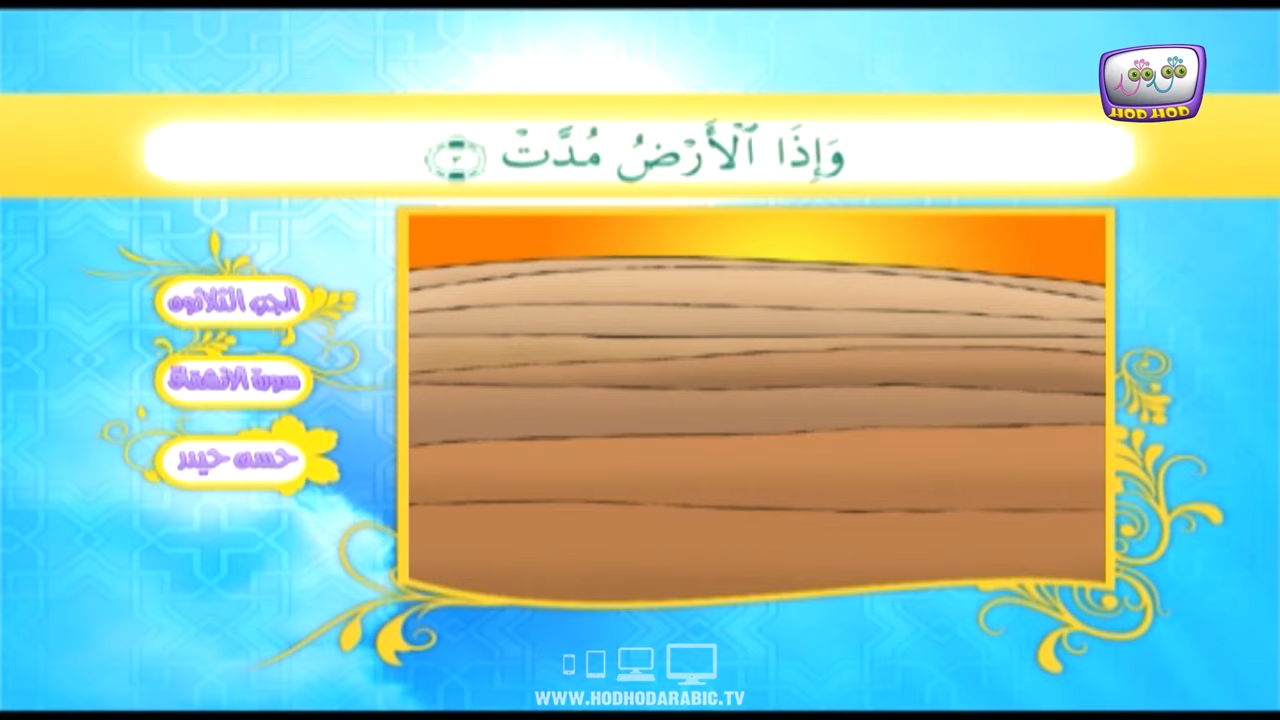 وَإِذَا ٱلْأَرْضُ مُدَّتْ ٣
HOD HOD
الجزء الثلاثون
سورة الانشقاق
حسن حيدر
WWW.HODHODARABIC.TV